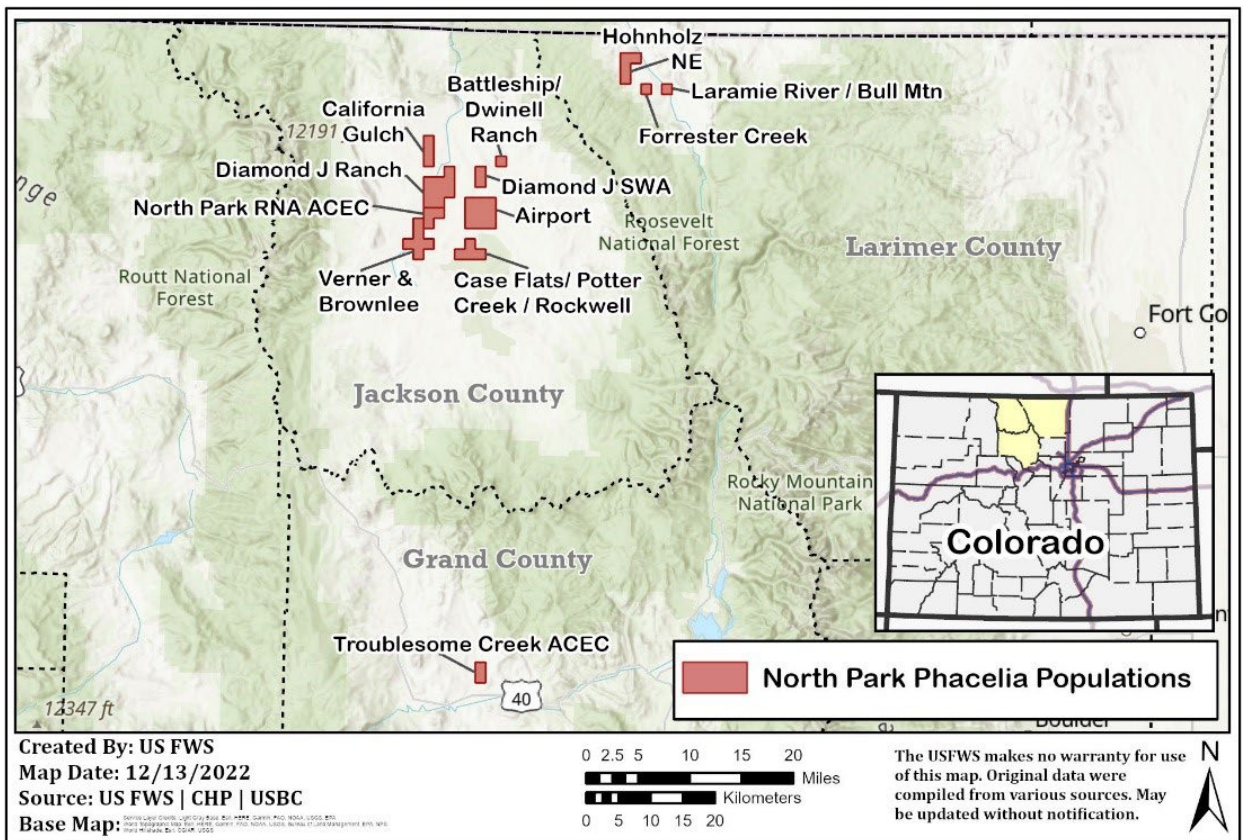 Hohnholz
NE
Battleship/
Dwinell
Ranch
Laramie River / Bull Mtn
California
Gulch
12191
Forrester Creek
Diamond J Ranch
Diamond J SWA
nge
North Park RNA ACEC
Airport
Roosevelt
National Forest
Larimer County
Routt National
Forest
Verner &
Brownlee
Case Flats/ Potter
Creek / Rockwell
Fort Co
Jackson County
Rocky Mountain
National Park
Colorado
Grand County
Troublesome Creek ACEC
40
12347 ft
North Park Phacelia Populations
Boulder
Created By: US FWS
Map Date: 12/13/2022
Source: US FWS | CHP | USBC
Base Map:
0 2.5 5 10 15 20
Miles
Kilometers
0 5 10 15 20
The USFWS makes no warranty for use
of this map. Original data were
compiled from various sources. May
be updated without notification.
N